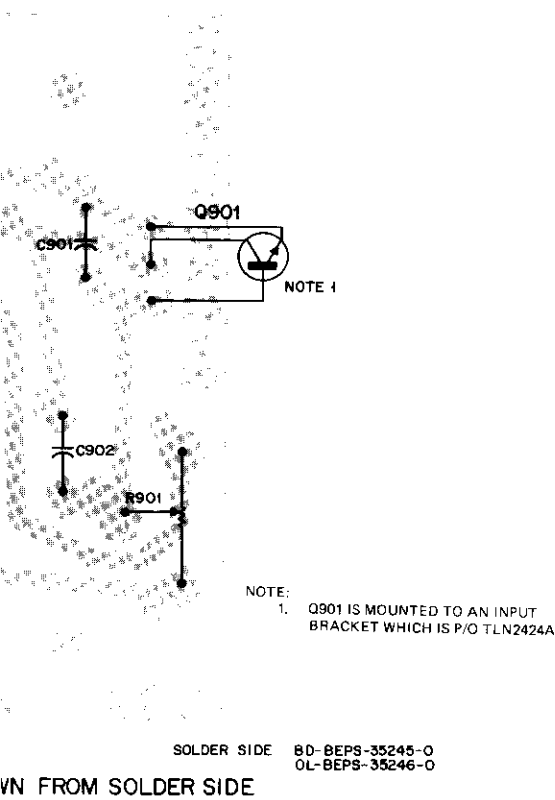 Q901
C901
NOTE 1
C902
R901
NOTE:
1. Q901 IS MOUNTED TO AN INPUT
BRACKET WHICH IS P/O TLN2424A
SOLDER SIDE BD-BEPS-35245-O
OL-BEPS-35246-O
FROM SOLDER SIDE